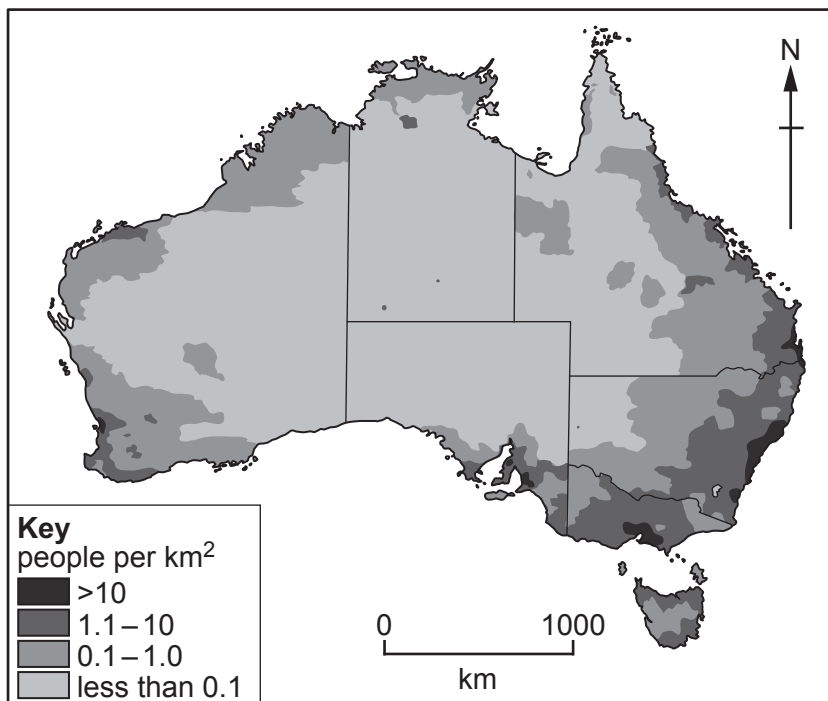 N
Key
people per km²
>10
1.1–10
0.1–1.0
less than 0.1
0 1000
km